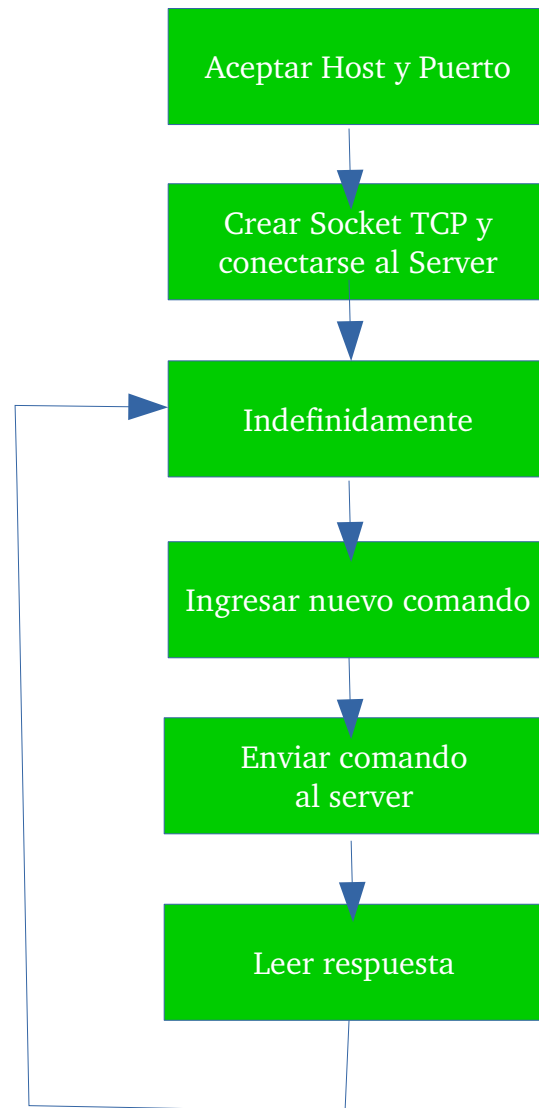 Aceptar Host y Puerto
Crear Socket TCP y
conectarse al Server
Indefinidamente
Ingresar nuevo comando
Enviar comando
al server
Leer respuesta